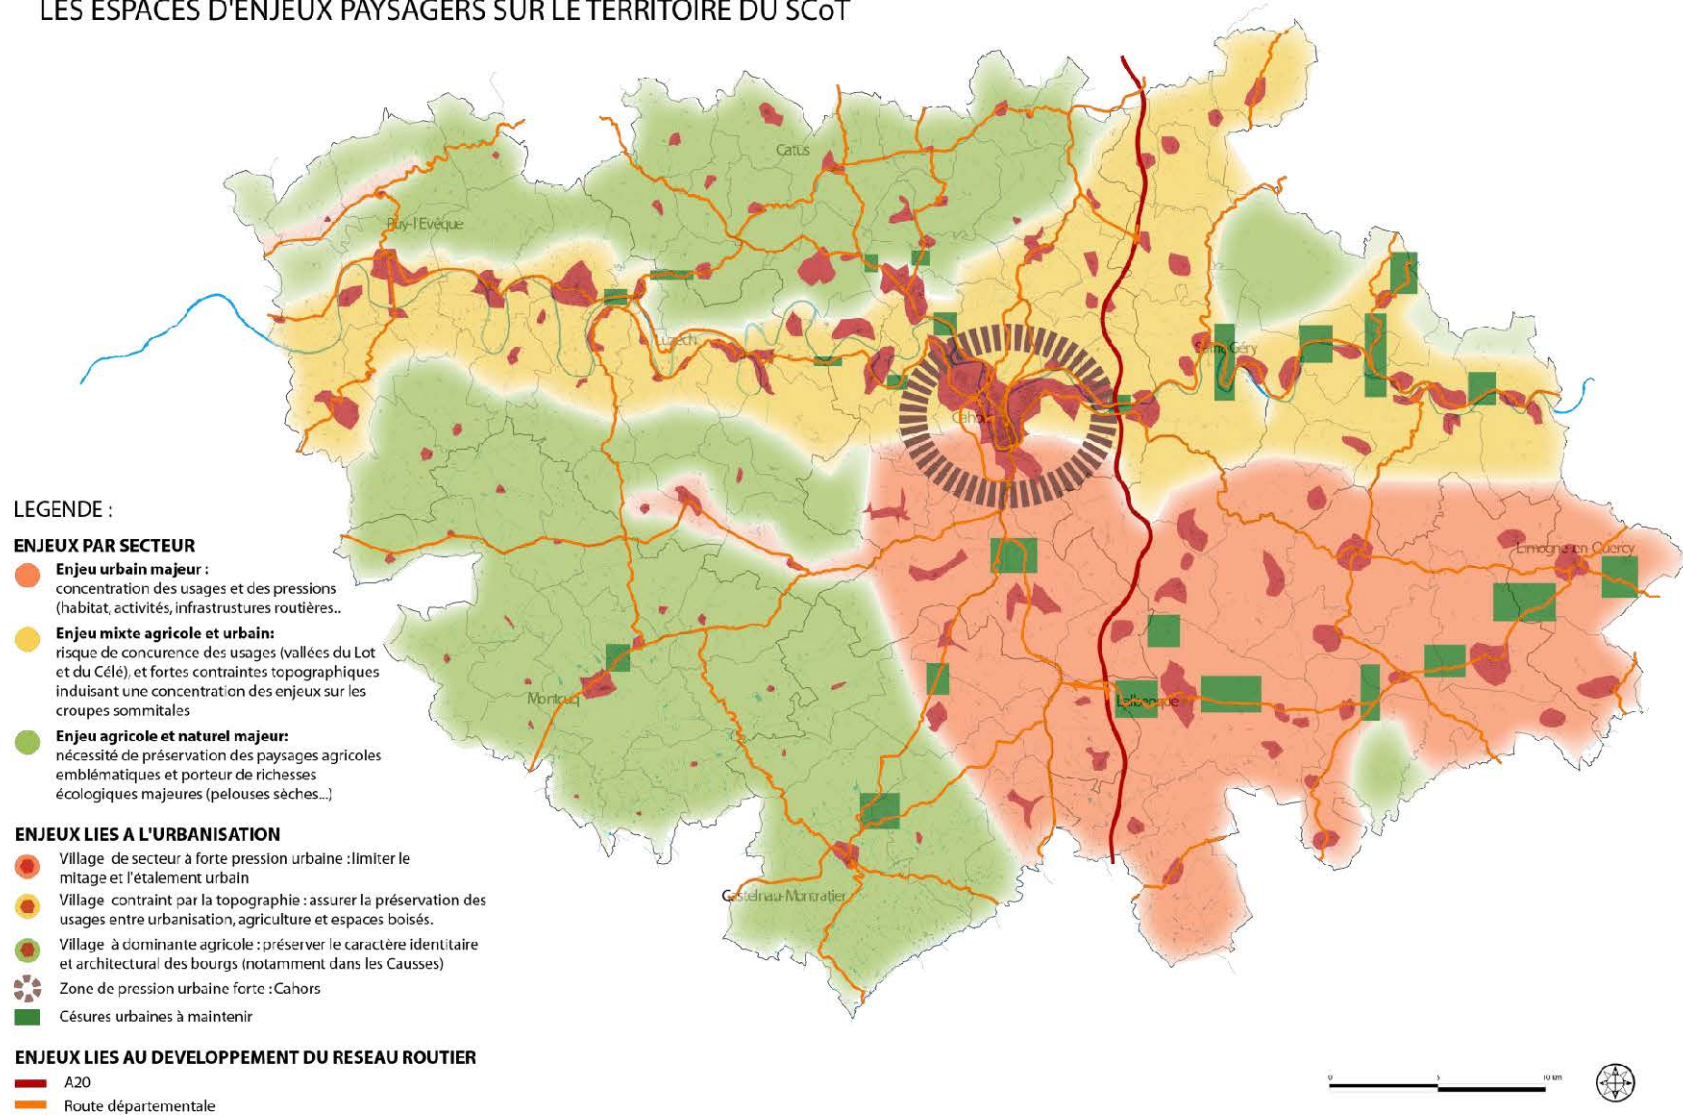 LES ESPACES D'ENJEUX PAYSAGERS SUR LE TERRITOIRE DU SCoT
Catus
Puy-l'Evêque
Luzech
Saint Géry
Cahors
Limogne-en-Quercy
Lalbenque
Montcuq
Castelnau-Montratier
LEGENDE :
ENJEUX PAR SECTEUR
Enjeu urbain majeur :
concentration des usages et des pressions
(habitat, activités, infrastrustures routières..
Enjeu mixte agricole et urbain:
risque de concurence des usages (vallées du Lot
et du Célé), et fortes contraintes topographiques
induisant une concentration des enjeux sur les
croupes sommitales
Enjeu agricole et naturel majeur:
nécessité de préservation des paysages agricoles
emblématiques et porteur de richesses
écologiques majeures (pelouses sèches...)
ENJEUX LIES A L'URBANISATION
Village de secteur à forte pression urbaine : limiter le
mitage et l'étalement urbain
Village contraint par la topographie : assurer la préservation des
usages entre urbanisation, agriculture et espaces boisés.
Village à dominante agricole : préserver le caractère identitaire
et architectural des bourgs (notamment dans les Causses)
Zone de pression urbaine forte : Cahors
Césures urbaines à maintenir
ENJEUX LIES AU DEVELOPPEMENT DU RESEAU ROUTIER
A20
Route départementale
0 5 10 km